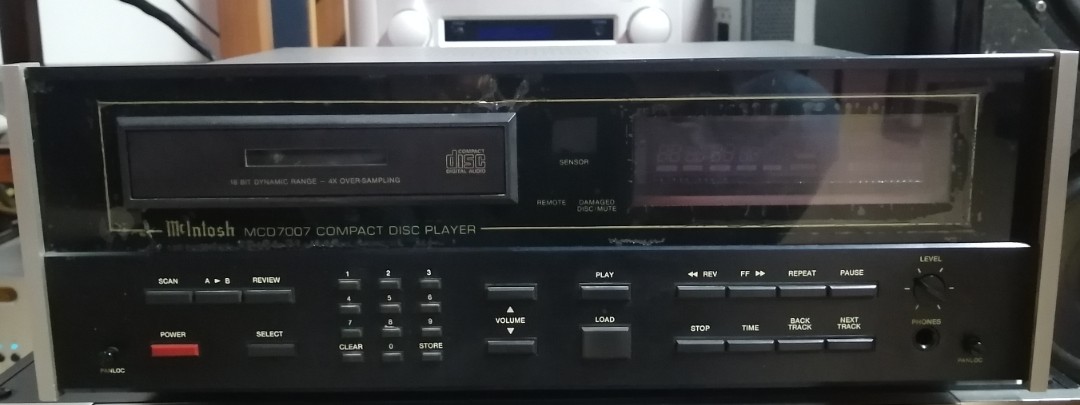 COMPACT
disc
DIGITAL AUDIO
16 BIT DYNAMIC RANGE — 4X OVER-SAMPLING
SENSOR
REMOTE DAMAGED DISC/MUTE
McIntosh MCD7007 COMPACT DISC PLAYER
SCAN A ► B REVIEW
POWER SELECT
PANLOC
1 2 3
4 5 6
7 8 9
CLEAR 0 STORE
▲
VOLUME
▼
PLAY
LOAD
◄◄ REV FF ►► REPEAT PAUSE
STOP TIME BACK TRACK NEXT TRACK
LEVEL
PHONES
PANLOC